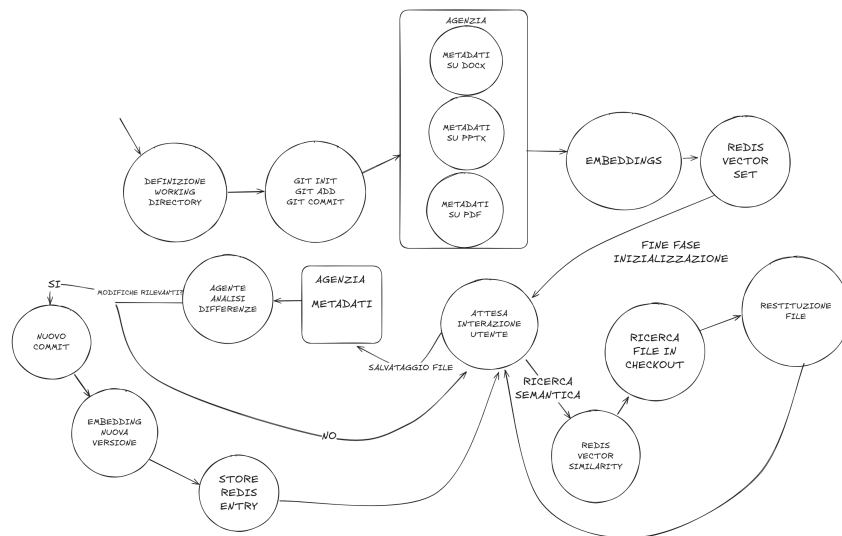 AGENZIA
METADATI
SU DOCX
METADATI
SU PPTX
METADATI
SU PDF
DEFINIZIONE
WORKING
DIRECTORY
GIT INIT
GIT ADD
GIT COMMIT
EMBEDDINGS
REDIS
VECTOR
SET
FINE FASE
INIZIALIZZAZIONE
SI
MODIFICHE RILEVANTI?
AGENTE
ANALISI
DIFFERENZE
AGENZIA
METADATI
ATTESA
INTERAZIONE
UTENTE
RESTITUZIONE
FILE
NUOVO
COMMIT
SALVATAGGIO FILE
RICERCA
FILE IN
CHECKOUT
RICERCA
SEMANTICA
EMBEDDING
NUOVA
VERSIONE
NO
REDIS
VECTOR
SIMILARITY
STORE
REDIS
ENTRY